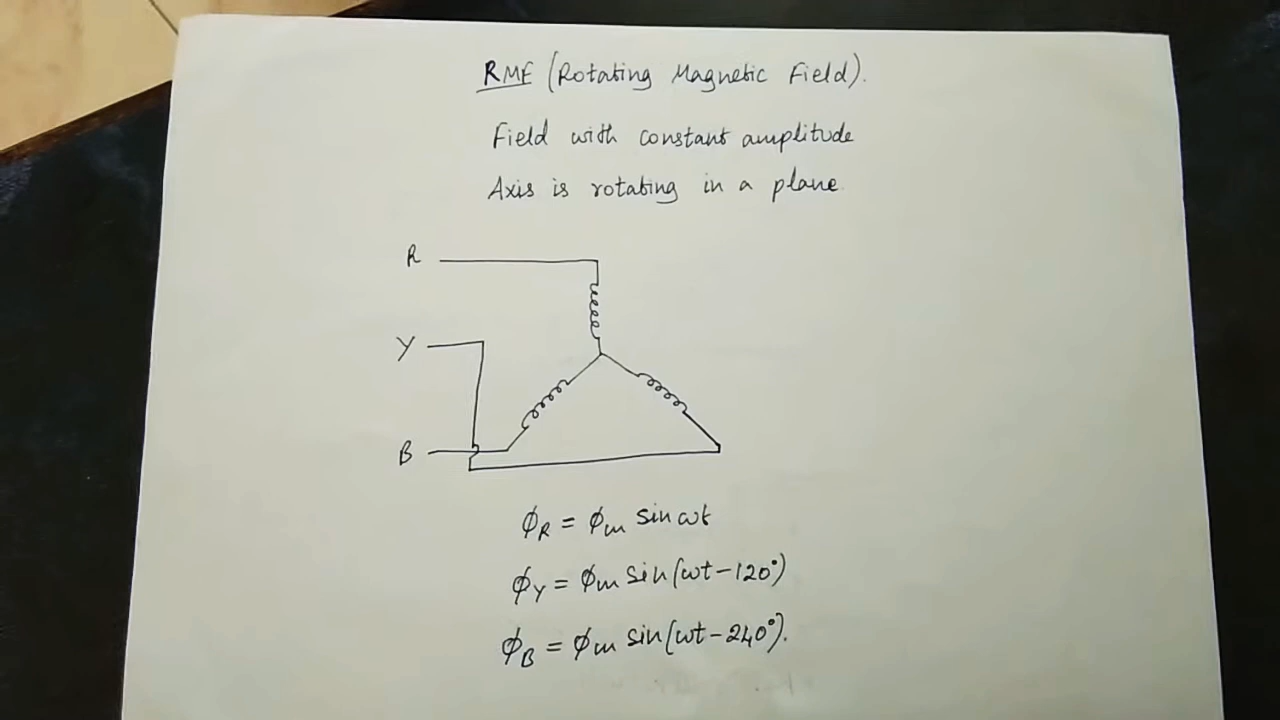 RMF (Rotating Magnetic Field).
Field with constant amplitude
Axis is rotating in a plane
R
Y
B
ϕR = ϕm sin ωt
ϕY = ϕm sin(ωt-120°)
ϕB = ϕm sin(ωt-240°).